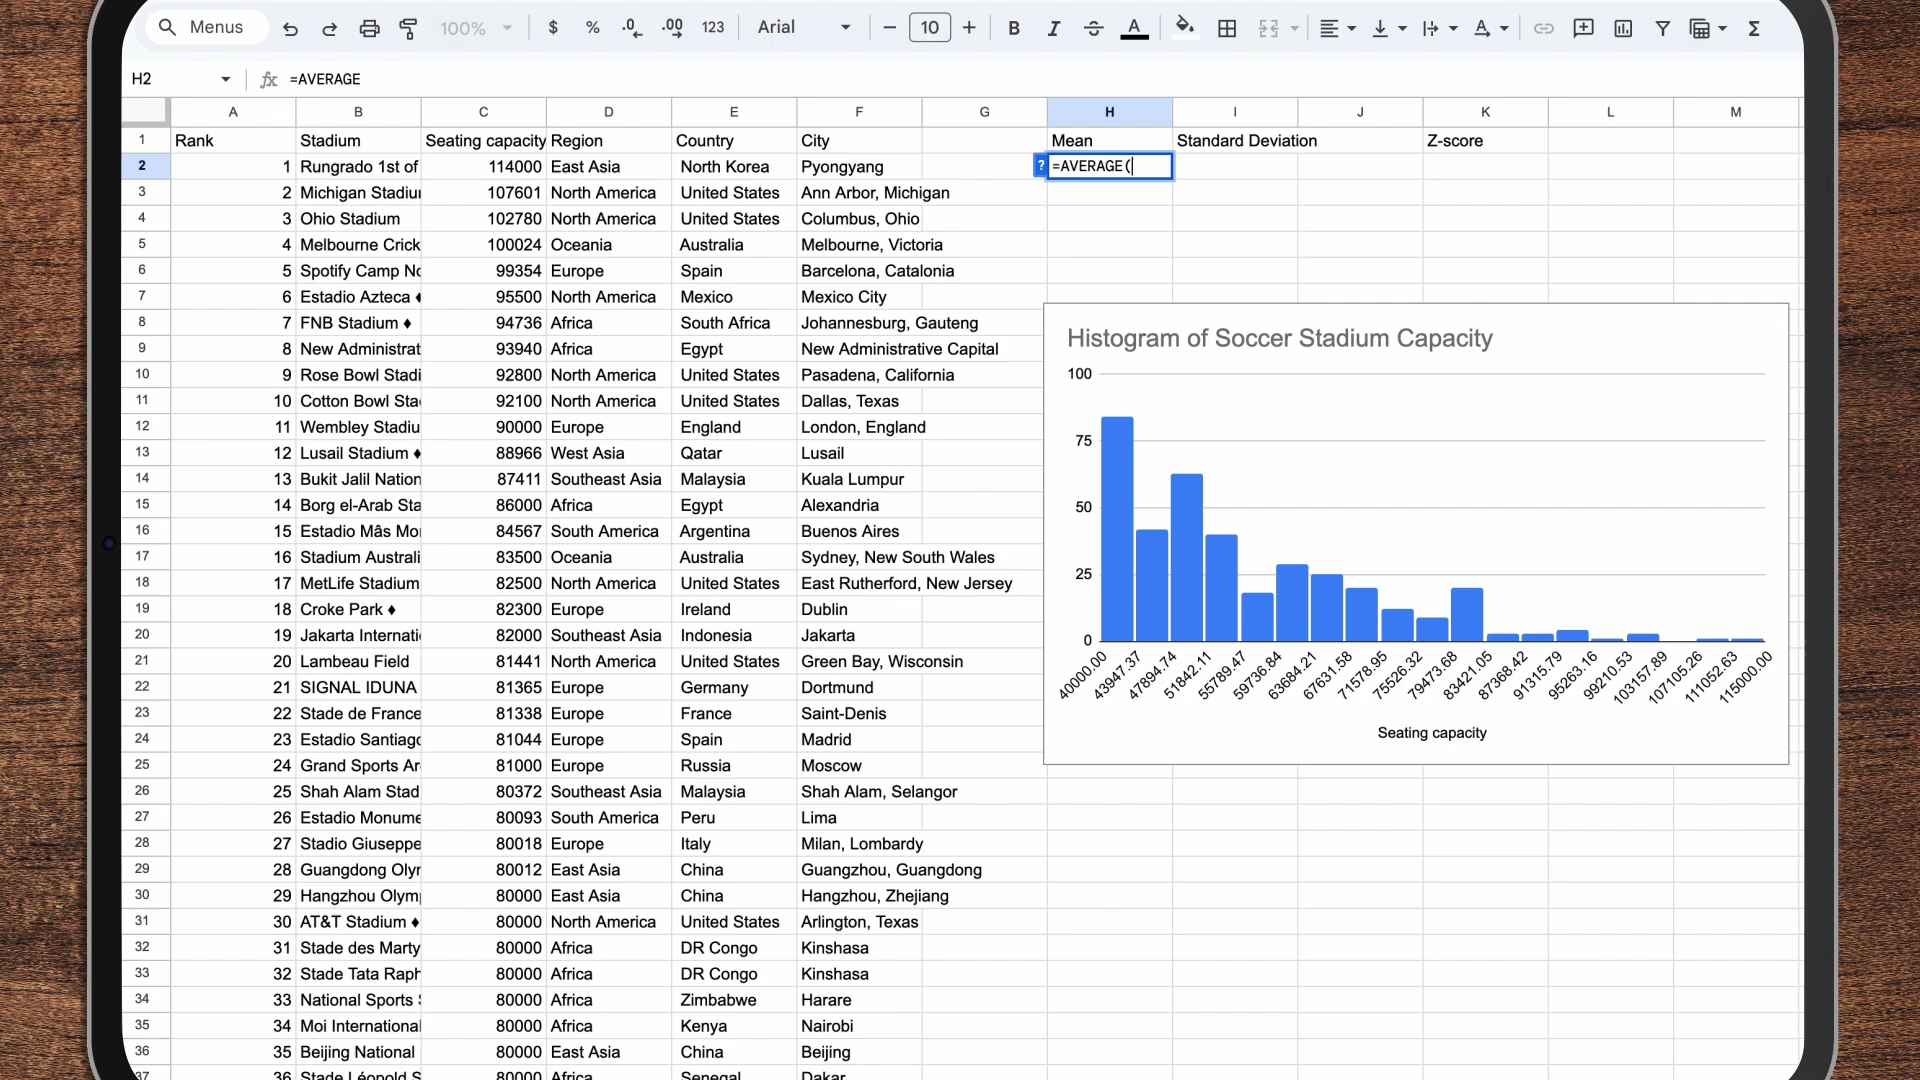 Menus 100% $ % .0 .00 123 Arial 10 B I A A Σ
H2 fx =AVERAGE
A B C D E F G H I J K L M
1 Rank Stadium Seating capacity Region Country City Mean Standard Deviation Z-score
2 1 Rungrado 1st of 114000 East Asia North Korea Pyongyang ? =AVERAGE(
3 2 Michigan Stadiu 107601 North America United States Ann Arbor, Michigan
4 3 Ohio Stadium 102780 North America United States Columbus, Ohio
5 4 Melbourne Crick 100024 Oceania Australia Melbourne, Victoria
6 5 Spotify Camp No 99354 Europe Spain Barcelona, Catalonia
7 6 Estadio Azteca ♦ 95500 North America Mexico Mexico City
8 7 FNB Stadium ♦ 94736 Africa South Africa Johannesburg, Gauteng
9 8 New Administrat 93940 Africa Egypt New Administrative Capital
10 9 Rose Bowl Stadi 92800 North America United States Pasadena, California
11 10 Cotton Bowl Sta 92100 North America United States Dallas, Texas
12 11 Wembley Stadiu 90000 Europe England London, England
13 12 Lusail Stadium ♦ 88966 West Asia Qatar Lusail
14 13 Bukit Jalil Nation 87411 Southeast Asia Malaysia Kuala Lumpur
15 14 Borg el-Arab Sta 86000 Africa Egypt Alexandria
16 15 Estadio Mâs Mo 84567 South America Argentina Buenos Aires
17 16 Stadium Australi 83500 Oceania Australia Sydney, New South Wales
18 17 MetLife Stadium 82500 North America United States East Rutherford, New Jersey
19 18 Croke Park ♦ 82300 Europe Ireland Dublin
20 19 Jakarta Internati 82000 Southeast Asia Indonesia Jakarta
21 20 Lambeau Field 81441 North America United States Green Bay, Wisconsin
22 21 SIGNAL IDUNA 81365 Europe Germany Dortmund
23 22 Stade de France 81338 Europe France Saint-Denis
24 23 Estadio Santiago 81044 Europe Spain Madrid
25 24 Grand Sports Ar 81000 Europe Russia Moscow
26 25 Shah Alam Stad 80372 Southeast Asia Malaysia Shah Alam, Selangor
27 26 Estadio Monume 80093 South America Peru Lima
28 27 Stadio Giuseppe 80018 Europe Italy Milan, Lombardy
29 28 Guangdong Olyr 80012 East Asia China Guangzhou, Guangdong
30 29 Hangzhou Olymp 80000 East Asia China Hangzhou, Zhejiang
31 30 AT&T Stadium ♦ 80000 North America United States Arlington, Texas
32 31 Stade des Marty 80000 Africa DR Congo Kinshasa
33 32 Stade Tata Raph 80000 Africa DR Congo Kinshasa
34 33 National Sports 80000 Africa Zimbabwe Harare
35 34 Moi International 80000 Africa Kenya Nairobi
36 35 Beijing National 80000 East Asia China Beijing
37 36 Stade Léopold S 80000 Africa Senegal Dakar
Histogram of Soccer Stadium Capacity
100
75
50
25
0
40000.00 43947.37 47894.74 51842.11 55789.47 59736.84 63684.21 67631.58 71578.95 75526.32 79473.68 83421.05 87368.42 91315.79 95263.16 99210.53 103157.89 107105.26 111052.63 115000.00
Seating capacity